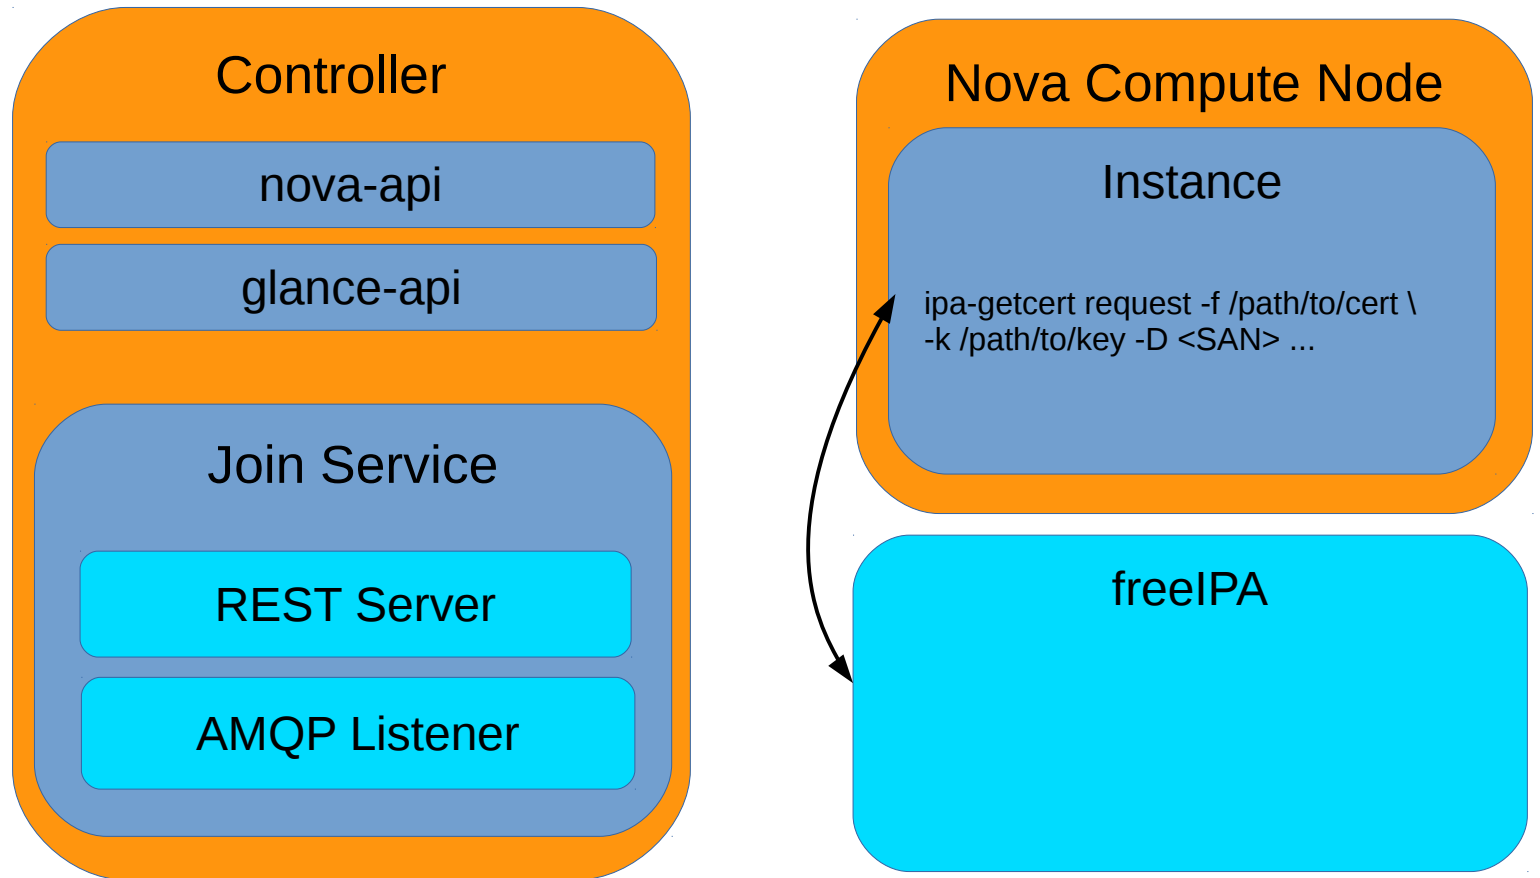 Controller
nova-api
glance-api
Join Service
REST Server
AMQP Listener
Nova Compute Node
Instance
ipa-getcert request -f /path/to/cert \
-k /path/to/key -D <SAN> ...
freeIPA